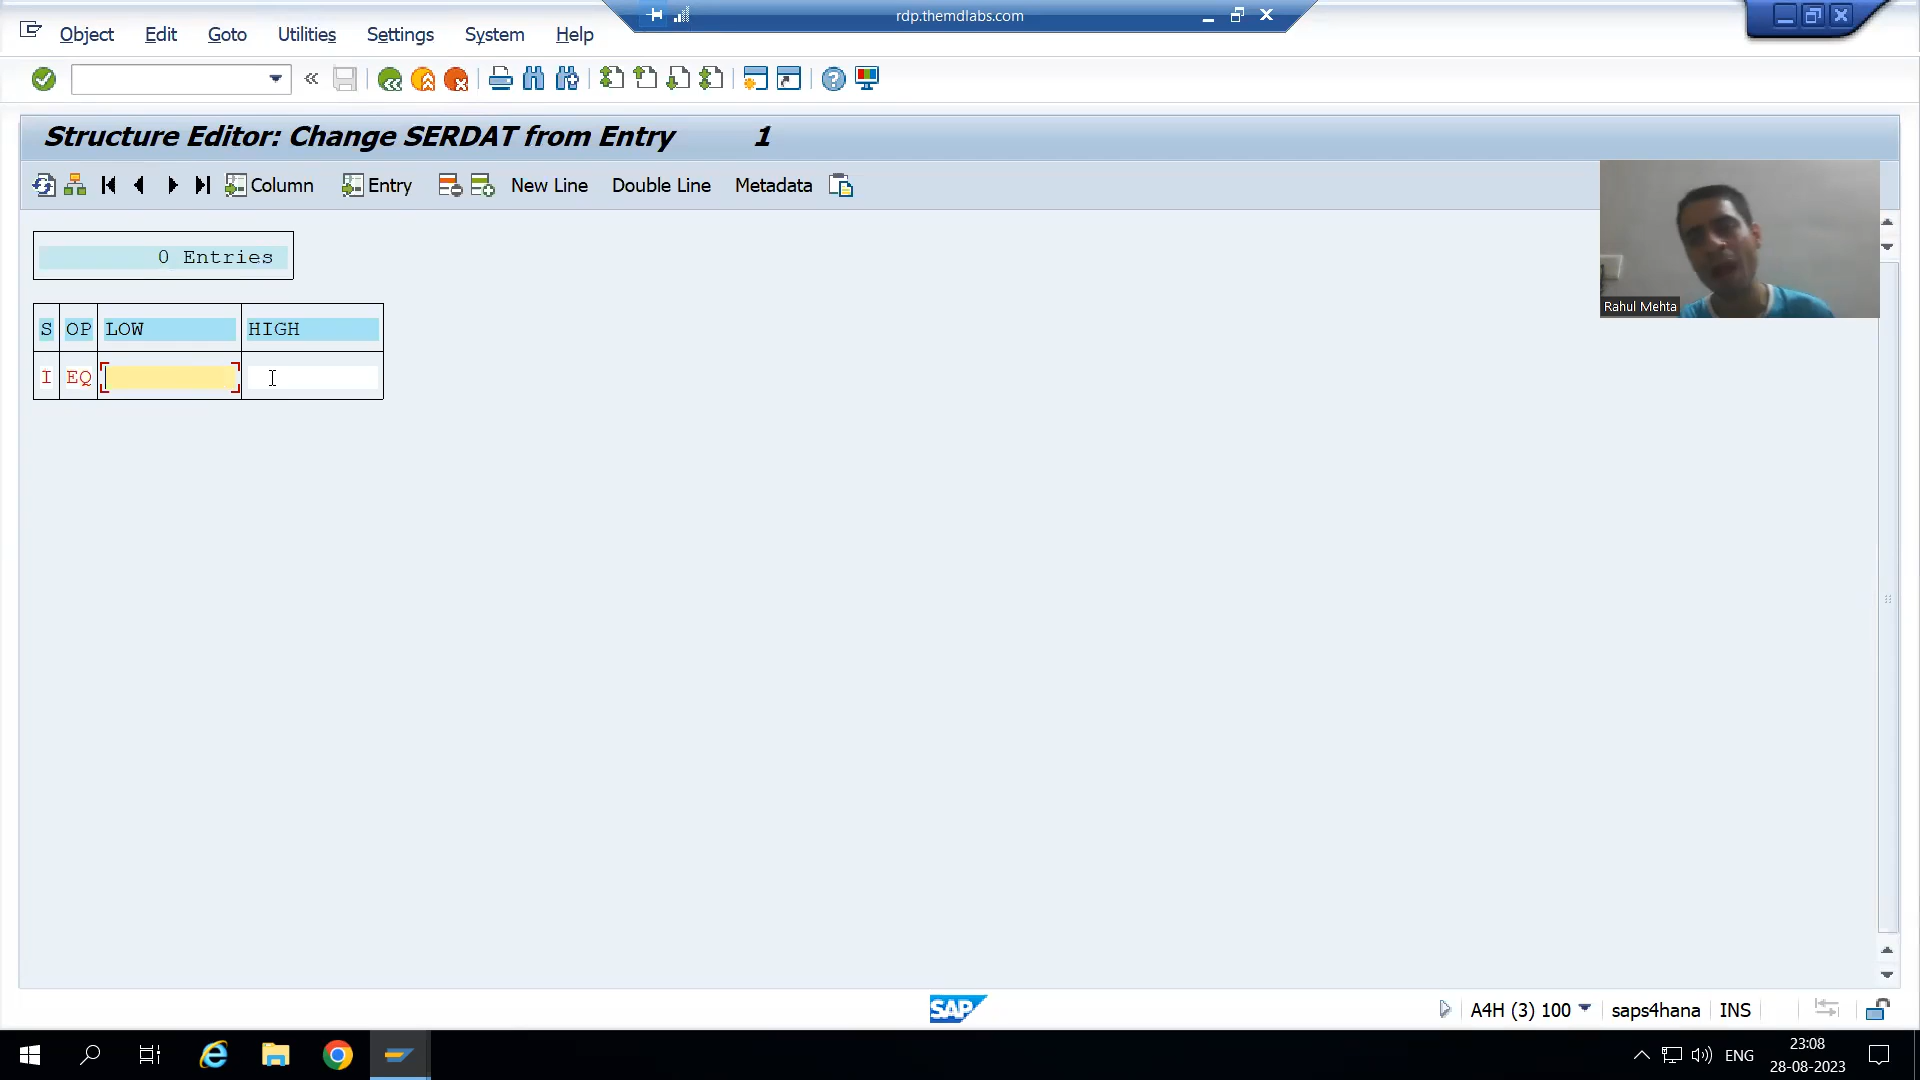 rdp.themdlabs.com
Object Edit Goto Utilities Settings System Help
Structure Editor: Change SERDAT from Entry 1
Column Entry New Line Double Line Metadata
0 Entries
S OP LOW HIGH
I EQ
Rahul Mehta
SAP
A4H (3) 100 saps4hana INS
ENG
23:08
28-08-2023